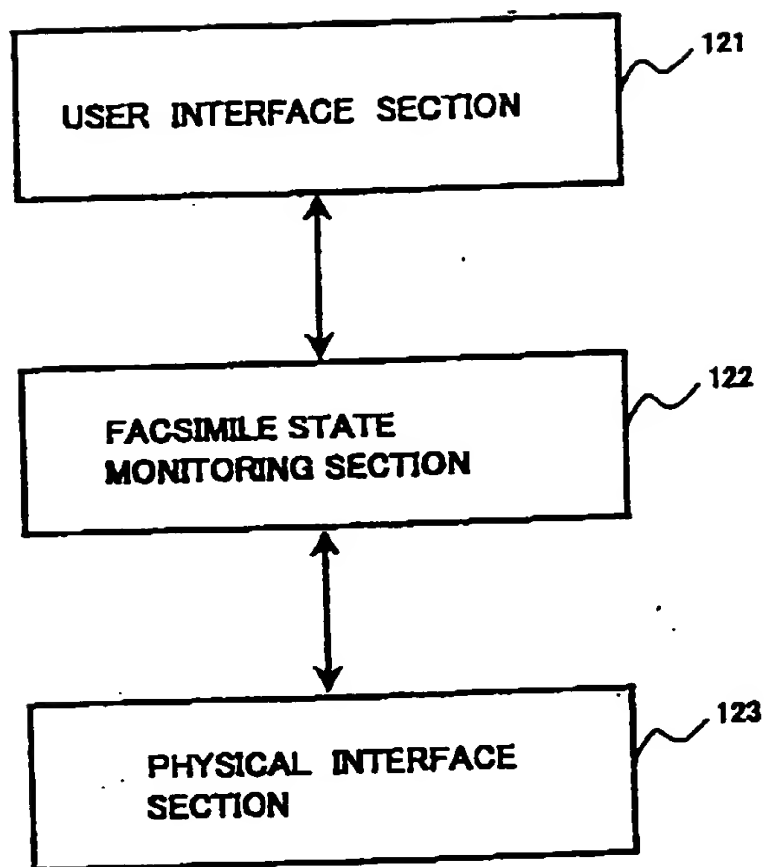 121
USER INTERFACE SECTION
122
FACSIMILE STATE
MONITORING SECTION
123
PHYSICAL INTERFACE
SECTION